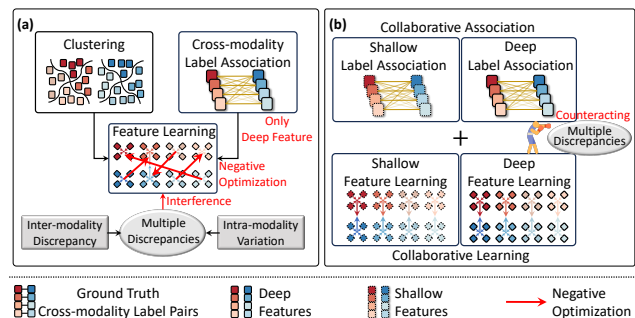 (a)
Clustering
Cross-modality
Label Association
Only
Deep Feature
Feature Learning
Negative
Optimization
Interference
Inter-modality
Discrepancy
Multiple
Discrepancies
Intra-modality
Variation
(b)
Collaborative Association
Shallow
Label Association
Deep
Label Association
Counteracting
Multiple
Discrepancies
+
Shallow
Feature Learning
Deep
Feature Learning
Collaborative Learning
Ground Truth
Cross-modality Label Pairs
Deep
Features
Shallow
Features
Negative
Optimization